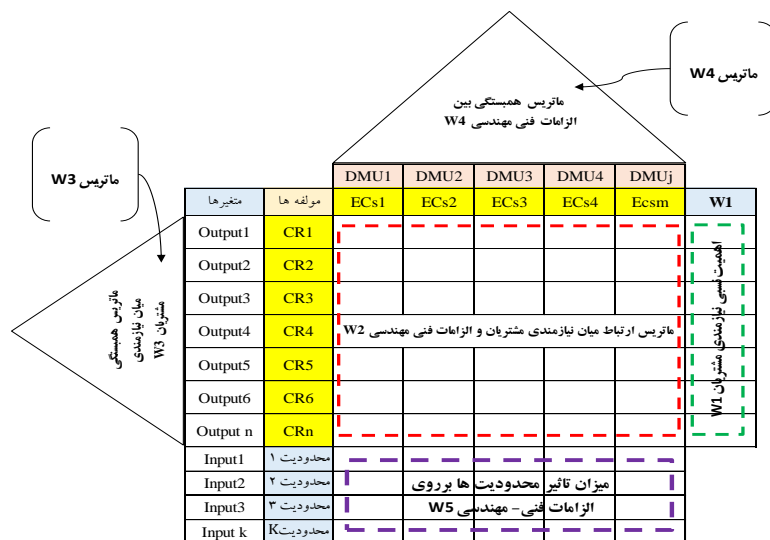 ماتریس W4
ماتریس همبستگی بین
الزامات فنی مهندسی W4
ماتریس W3
DMU1 DMU2 DMU3 DMU4 DMUj
متغیرها مولفه ها ECs1 ECs2 ECs3 ECs4 Ecsm W1
Output1 CR1
Output2 CR2
Output3 CR3
Output4 CR4
Output5 CR5
Output6 CR6
Output n CRn
ماتریس همبستگی
میان نیازمندی
مشتریان W3
ماتریس ارتباط میان نیازمندی مشتریان و الزامات فنی مهندسی W2
اهمیت نسبی نیازمندی مشتریان W1
Input1 محدودیت ۱
Input2 محدودیت ۲
Input3 محدودیت ۳
Input k محدودیتK
میزان تاثیر محدودیت ها برروی
الزامات فنی - مهندسی W5